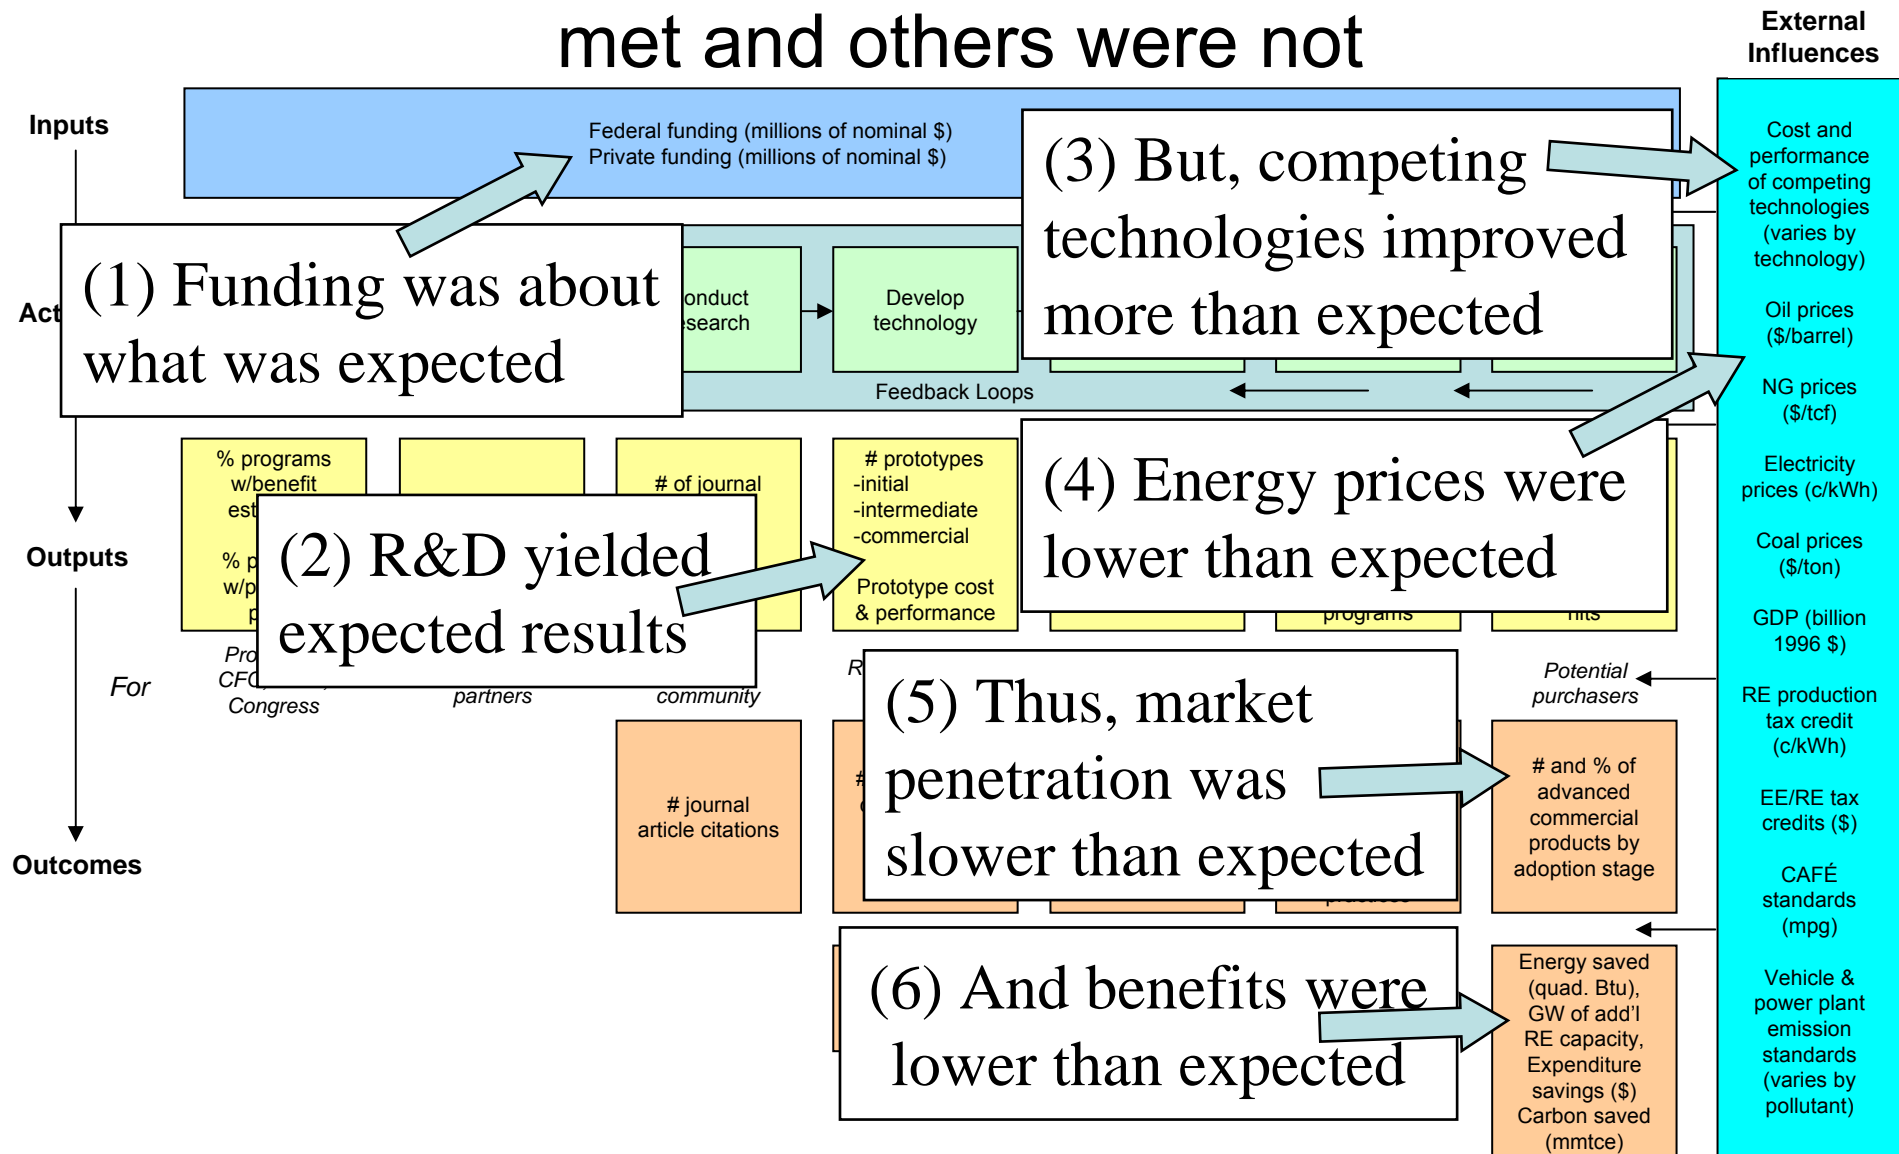 met and others were not
External
Influences
Inputs
Federal funding (millions of nominal $)
Private funding (millions of nominal $)
(3) But, competing
technologies improved
more than expected
Cost and
performance
of competing
technologies
(varies by
technology)
(1) Funding was about
what was expected
Develop
technology
Oil prices
($/barrel)
Feedback Loops
NG prices
($/tcf)
% programs
w/benefit
# of journal
# prototypes
-initial
-intermediate
-commercial
Prototype cost
& performance
(4) Energy prices were
lower than expected
Electricity
prices (c/kWh)
Outputs
(2) R&D yielded
expected results
Coal prices
($/ton)
programs
GDP (billion
1996 $)
For
Congress
partners
community
Potential
purchasers
(5) Thus, market
penetration was
slower than expected
RE production
tax credit
(c/kWh)
# journal
article citations
# and % of
advanced
commercial
products by
adoption stage
EE/RE tax
credits ($)
Outcomes
practices
CAFÉ
standards
(mpg)
(6) And benefits were
lower than expected
Energy saved
(quad. Btu),
GW of add’l
RE capacity,
Expenditure
savings ($)
Carbon saved
(mmtce)
Vehicle &
power plant
emission
standards
(varies by
pollutant)